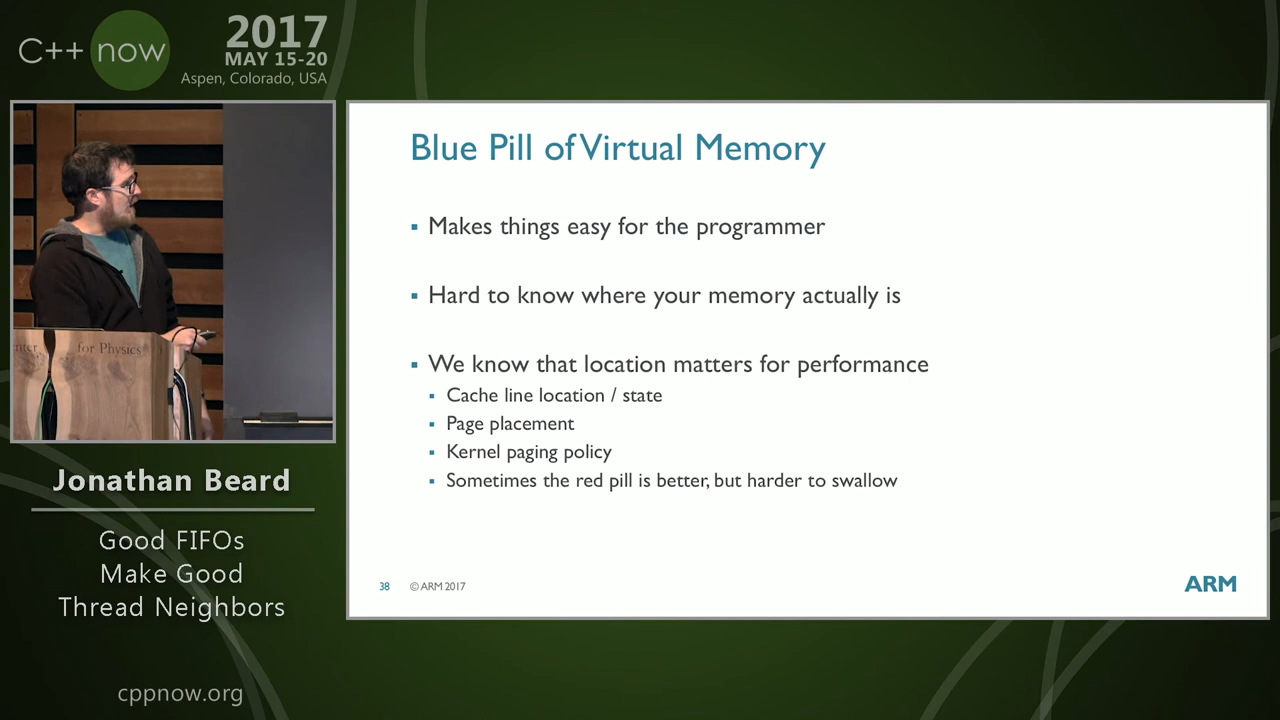 C++ now
2017
MAY 15-20
Aspen, Colorado, USA
for Physics
Jonathan Beard
Good FIFOs
Make Good
Thread Neighbors
cppnow.org
Blue Pill of Virtual Memory
▪ Makes things easy for the programmer
▪ Hard to know where your memory actually is
▪ We know that location matters for performance
▪ Cache line location / state
▪ Page placement
▪ Kernel paging policy
▪ Sometimes the red pill is better, but harder to swallow
38 © ARM 2017
ARM